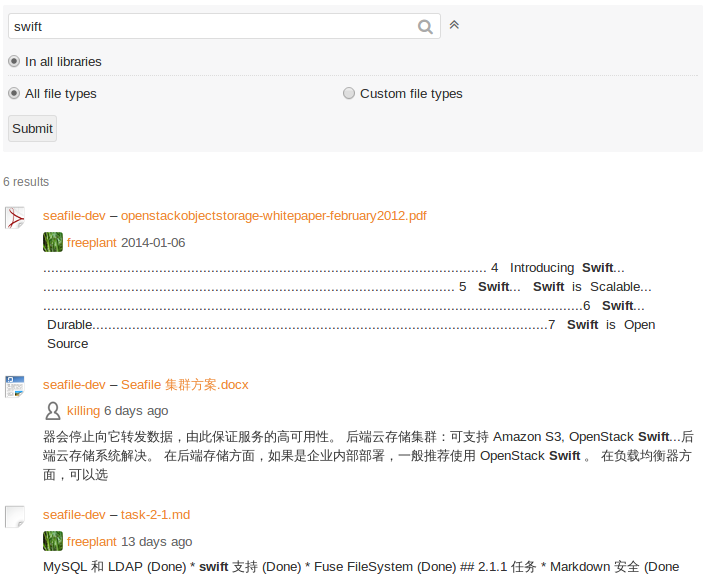 swift
In all libraries
All file types Custom file types
Submit
6 results
seafile-dev – openstackobjectstorage-whitepaper-february2012.pdf
freeplant 2014-01-06
................................................................................................................. 4 Introducing Swift...
......................................................................................................... 5 Swift... Swift is Scalable...
..........................................................................................................................................6 Swift...
Durable....................................................................................................................7 Swift is Open
Source
seafile-dev – Seafile 集群方案.docx
killing 6 days ago
器会停止向它转发数据，由此保证服务的高可用性。 后端云存储集群：可支持 Amazon S3, OpenStack Swift...后
端云存储系统解决。 在后端存储方面，如果是企业内部部署，一般推荐使用 OpenStack Swift 。 在负载均衡器方
面，可以选
seafile-dev – task-2-1.md
freeplant 13 days ago
MySQL 和 LDAP (Done) * swift 支持 (Done) * Fuse FileSystem (Done) ## 2.1.1 任务 * Markdown 安全 (Done